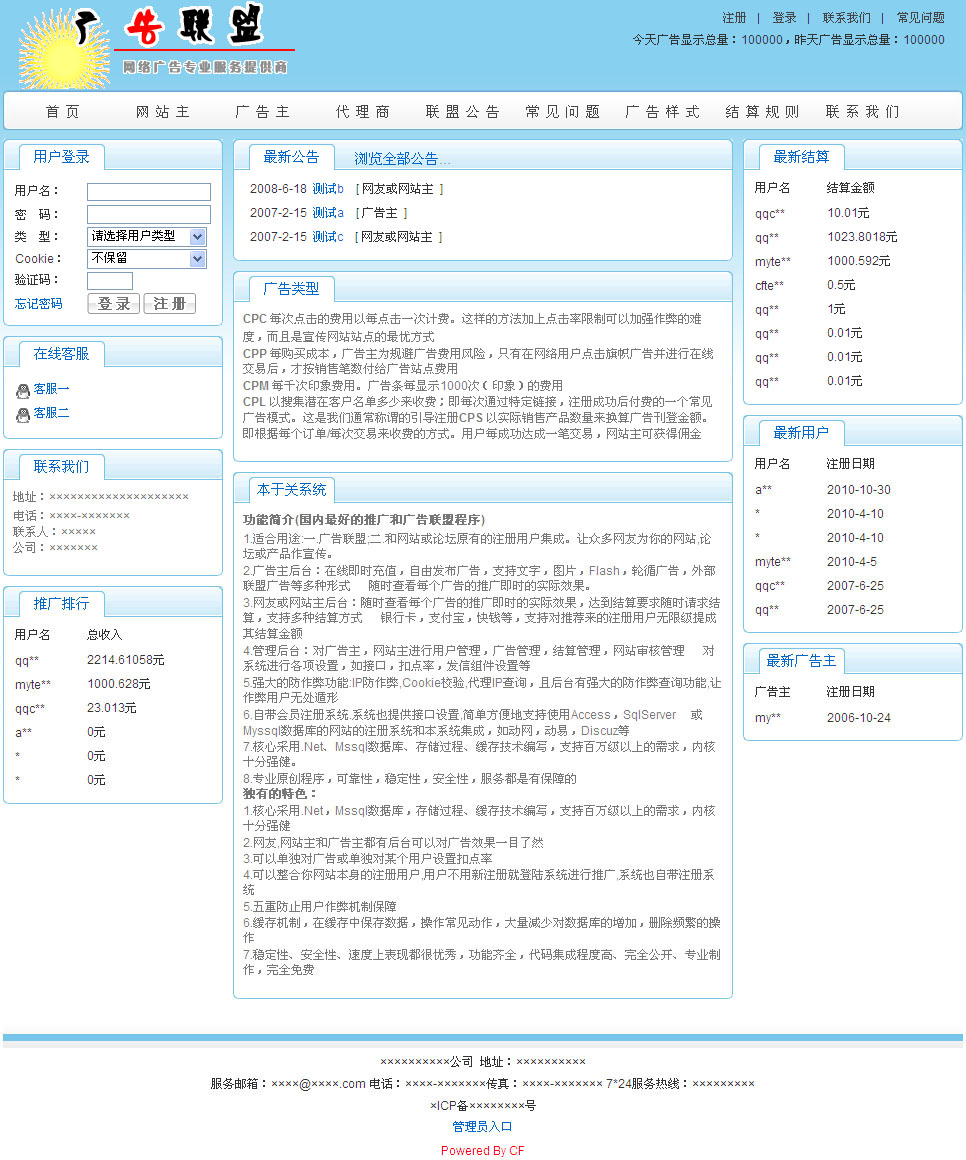 广告联盟
网络广告专业服务提供商
注册 | 登录 | 联系我们 | 常见问题
今天广告显示总量：100000，昨天广告显示总量：100000
首页 网站主 广告主 代理商 联盟公告 常见问题 广告样式 结算规则 联系我们
用户登录
用户名：
密 码：
类 型： 请选择用户类型
Cookie： 不保留
验证码：
忘记密码 登录 注册
在线客服
客服一
客服二
联系我们
地址：××××××××××××××××××××
电话：××××-×××××××
联系人：×××××
公司：×××××××
推广排行
用户名 总收入
qq** 2214.61058元
myte** 1000.628元
qqc** 23.013元
a** 0元
* 0元
* 0元
最新公告 浏览全部公告...
2008-6-18 测试b [ 网友或网站主 ]
2007-2-15 测试a [ 广告主 ]
2007-2-15 测试c [ 网友或网站主 ]
广告类型
CPC 每次点击的费用以每点击一次计费。这样的方法加上点击率限制可以加强作弊的难
度，而且是宣传网站站点的最优方式
CPP 每购买成本，广告主为规避广告费用风险，只有在网络用户点击旗帜广告并进行在线
交易后，才按销售笔数付给广告站点费用
CPM 每千次印象费用。广告条每显示1000次（印象）的费用
CPL 以搜集潜在客户名单多少来收费；即每次通过特定链接，注册成功后付费的一个常见
广告模式。这是我们通常称谓的引导注册CPS 以实际销售产品数量来换算广告刊登金额。
即根据每个订单/每次交易来收费的方式。用户每成功达成一笔交易，网站主可获得佣金
本于关系统
功能简介(国内最好的推广和广告联盟程序)
1.适合用途:一.广告联盟;二.和网站或论坛原有的注册用户集成。让众多网友为你的网站,论
坛或产品作宣传。
2.广告主后台：在线即时充值，自由发布广告，支持文字，图片，Flash，轮循广告，外部
联盟广告等多种形式 随时查看每个广告的推广即时的实际效果。
3.网友或网站主后台：随时查看每个广告的推广即时的实际效果，达到结算要求随时请求结
算，支持多种结算方式 银行卡，支付宝，快钱等，支持对推荐来的注册用户无限级提成
其结算金额
4.管理后台：对广告主，网站主进行用户管理，广告管理，结算管理，网站审核管理 对
系统进行各项设置，如接口，扣点率，发信组件设置等
5.强大的防作弊功能:IP防作弊,Cookie校验,代理IP查询，且后台有强大的防作弊查询功能,让
作弊用户无处遁形
6.自带会员注册系统.系统也提供接口设置,简单方便地支持使用Access，SqlServer 或
Myssql数据库的网站的注册系统和本系统集成，如动网，动易，Discuz等
7.核心采用.Net、Mssql数据库、存储过程、缓存技术编写，支持百万级以上的需求，内核
十分强健。
8.专业原创程序，可靠性，稳定性，安全性，服务都是有保障的
独有的特色：
1.核心采用.Net，Mssql数据库，存储过程、缓存技术编写，支持百万级以上的需求，内核
十分强健
2.网友,网站主和广告主都有后台可以对广告效果一目了然
3.可以单独对广告或单独对某个用户设置扣点率
4.可以整合你网站本身的注册用户,用户不用新注册就登陆系统进行推广,系统也自带注册系
统
5.五重防止用户作弊机制保障
6.缓存机制，在缓存中保存数据，操作常见动作，大量减少对数据库的增加，删除频繁的操
作
7.稳定性、安全性、速度上表现都很优秀，功能齐全，代码集成程度高、完全公开、专业制
作，完全免费
最新结算
用户名 结算金额
qqc** 10.01元
qq** 1023.8018元
myte** 1000.592元
cfte** 0.5元
qq** 1元
qq** 0.01元
qq** 0.01元
qq** 0.01元
最新用户
用户名 注册日期
a** 2010-10-30
* 2010-4-10
* 2010-4-10
myte** 2010-4-5
qqc** 2007-6-25
qq** 2007-6-25
最新广告主
广告主 注册日期
my** 2006-10-24
××××××××××公司 地址：××××××××××
服务邮箱：××××@××××.com 电话：××××-×××××××传真：××××-××××××× 7*24服务热线：×××××××××
×ICP备××××××××号
管理员入口
Powered By CF